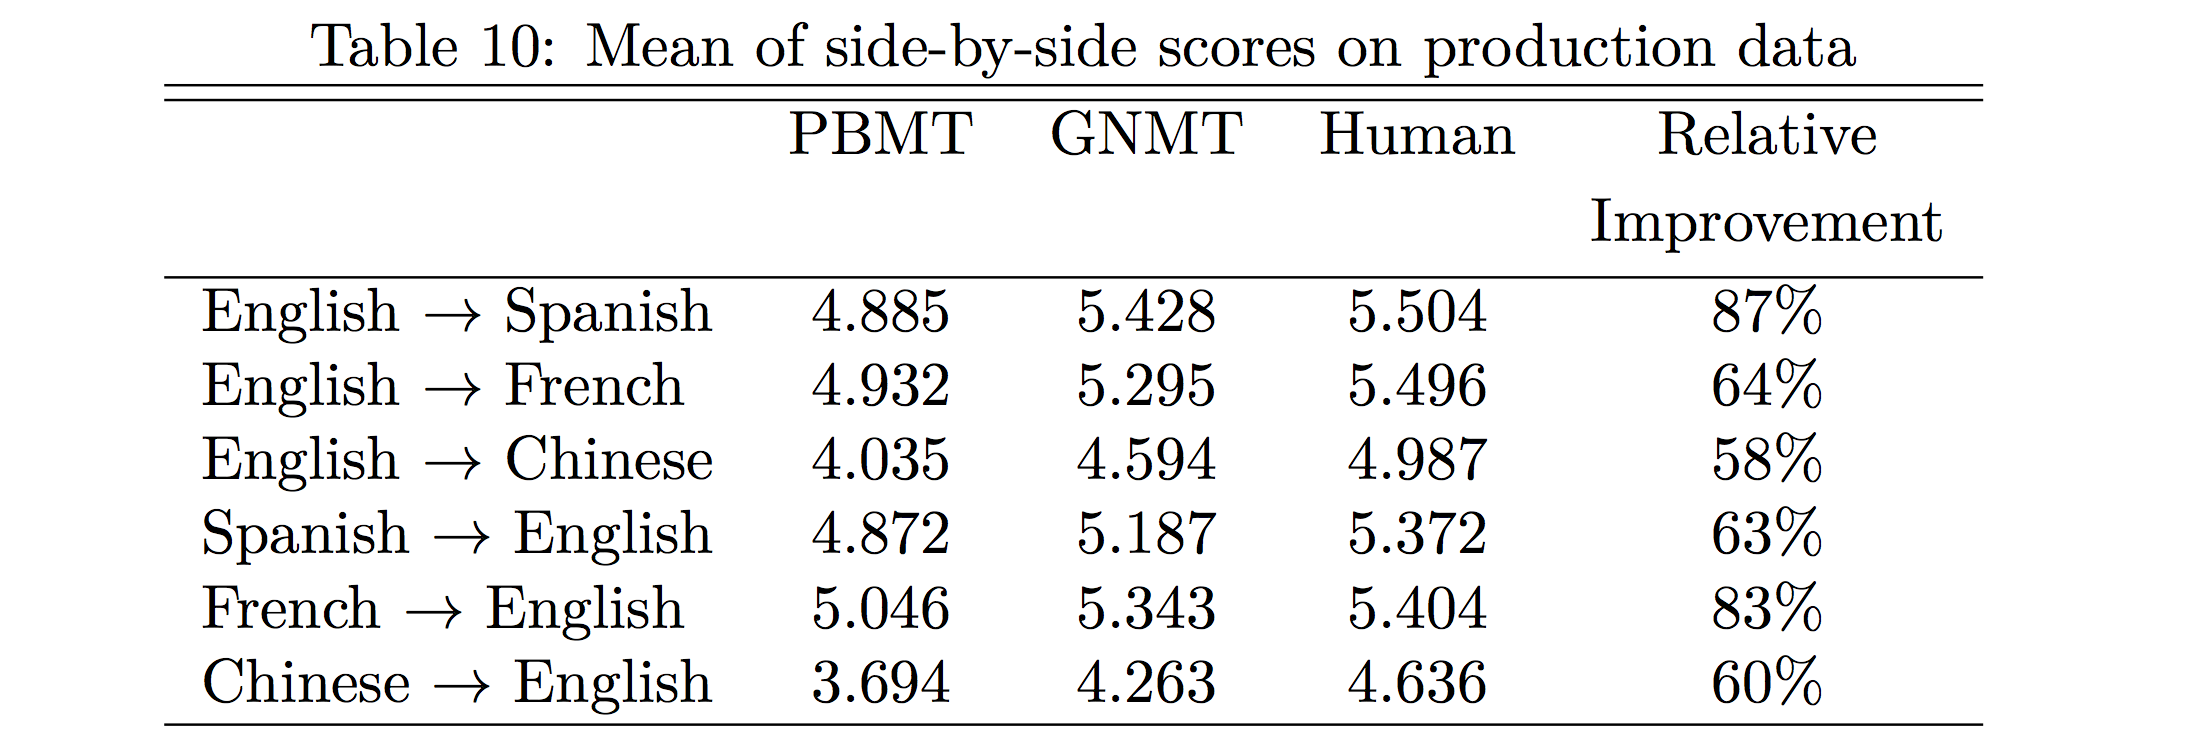 Table 10: Mean of side-by-side scores on production data
PBMT GNMT Human Relative
Improvement
English → Spanish 4.885 5.428 5.504 87%
English → French 4.932 5.295 5.496 64%
English → Chinese 4.035 4.594 4.987 58%
Spanish → English 4.872 5.187 5.372 63%
French → English 5.046 5.343 5.404 83%
Chinese → English 3.694 4.263 4.636 60%